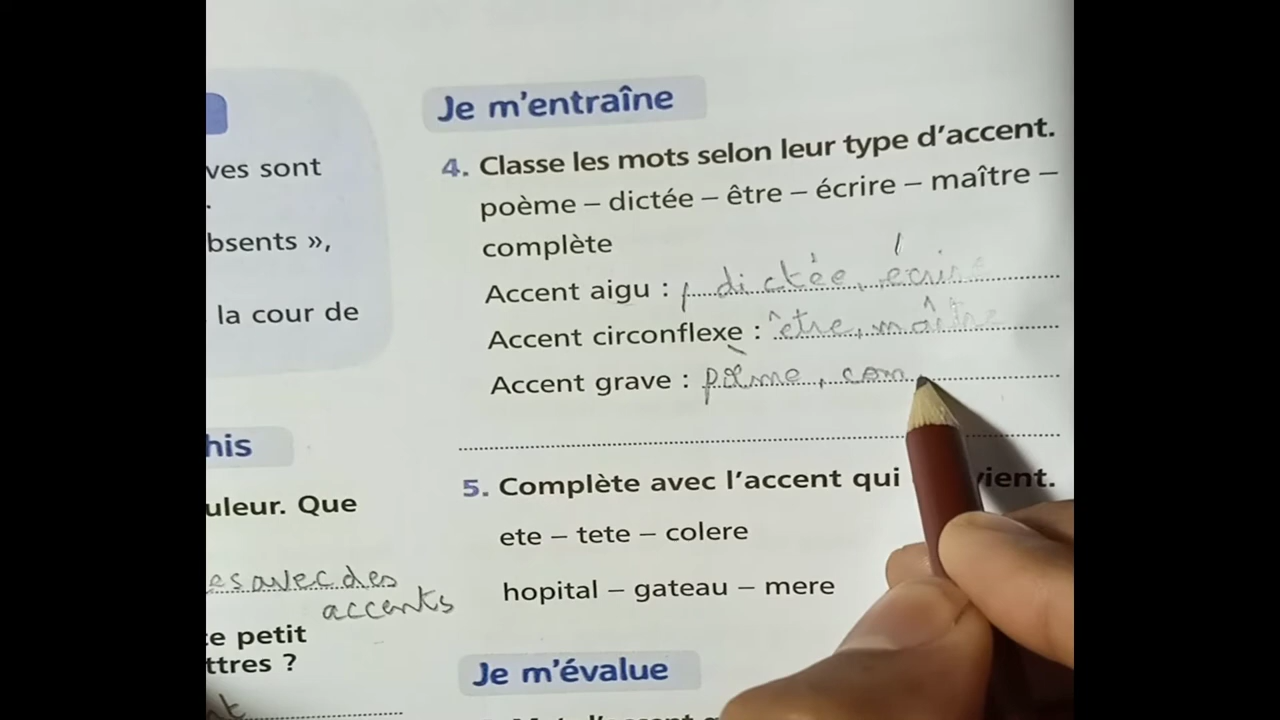 ves sont
.
bsents »,
la cour de
his
uleur. Que
es avec des
accents
te petit
ttres ?
Je m'entraîne
4. Classe les mots selon leur type d'accent.
poème – dictée – être – écrire – maître –
complète
Accent aigu : dictée, écrire
Accent circonflexe : être, maître
Accent grave : poème, com
5. Complète avec l'accent qui vient.
ete – tete – colere
hopital – gateau – mere
Je m'évalue